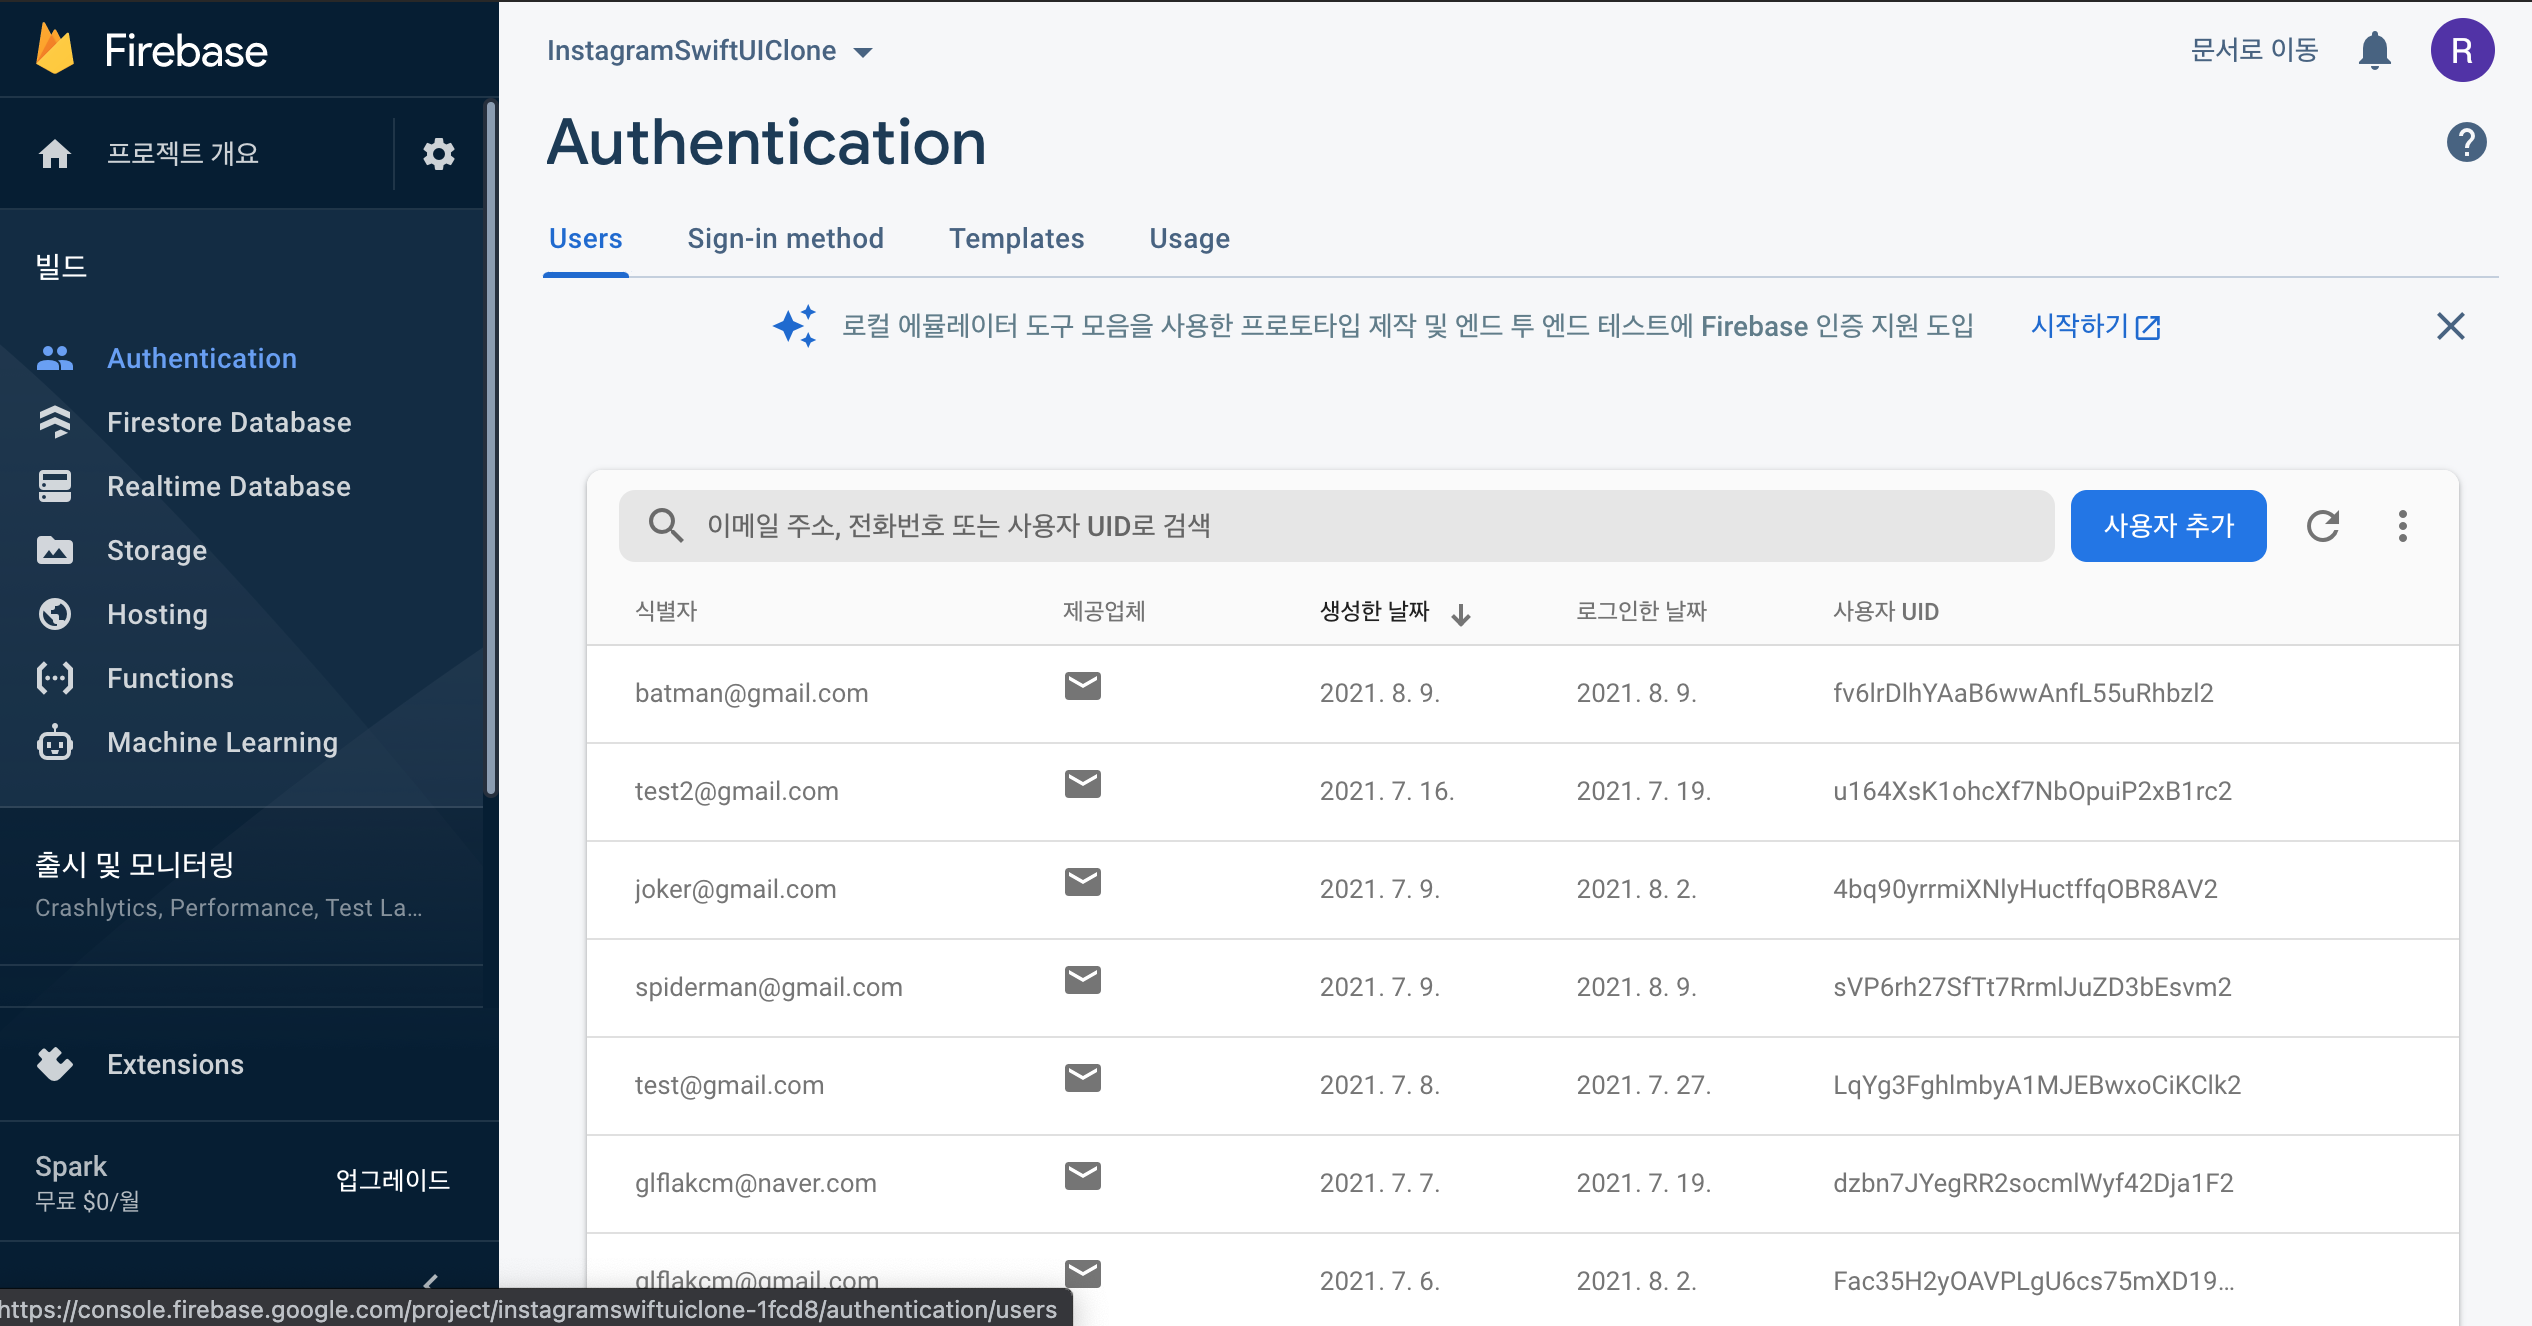 Firebase
프로젝트 개요
빌드
Authentication
Firestore Database
Realtime Database
Storage
Hosting
Functions
Machine Learning
출시 및 모니터링
Crashlytics, Performance, Test La...
Extensions
Spark
무료 $0/월
업그레이드
InstagramSwiftUIClone
문서로 이동
R
Authentication
?
Users Sign-in method Templates Usage
로컬 에뮬레이터 도구 모음을 사용한 프로토타입 제작 및 엔드 투 엔드 테스트에 Firebase 인증 지원 도입 시작하기
이메일 주소, 전화번호 또는 사용자 UID로 검색 사용자 추가
식별자 제공업체 생성한 날짜 로그인한 날짜 사용자 UID
batman@gmail.com 2021. 8. 9. 2021. 8. 9. fv6lrDlhYAaB6wwAnfL55uRhbzl2
test2@gmail.com 2021. 7. 16. 2021. 7. 19. u164XsK1ohcXf7NbOpuiP2xB1rc2
joker@gmail.com 2021. 7. 9. 2021. 8. 2. 4bq90yrrmiXNlyHuctffqOBR8AV2
spiderman@gmail.com 2021. 7. 9. 2021. 8. 9. sVP6rh27SfTt7RrmlJuZD3bEsvm2
test@gmail.com 2021. 7. 8. 2021. 7. 27. LqYg3FghlmbyA1MJEBwxoCiKClk2
glflakcm@naver.com 2021. 7. 7. 2021. 7. 19. dzbn7JYegRR2socmlWyf42Dja1F2
glflakcm@gmail.com 2021. 7. 6. 2021. 8. 2. Fac35H2yOAVPLgU6cs75mXD19...
https://console.firebase.google.com/project/instagramswiftuiclone-1fcd8/authentication/users